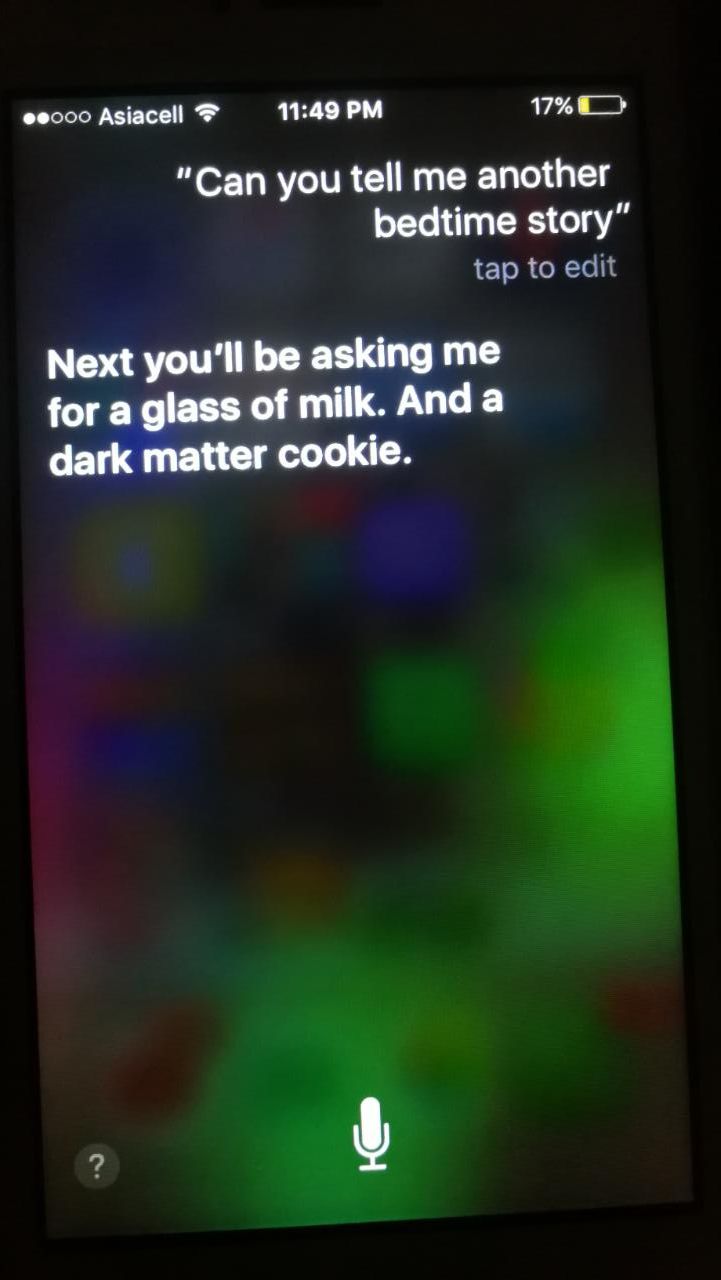 ●●○○○ Asiacell 11:49 PM 17%
"Can you tell me another
bedtime story"
tap to edit
Next you'll be asking me
for a glass of milk. And a
dark matter cookie.
?